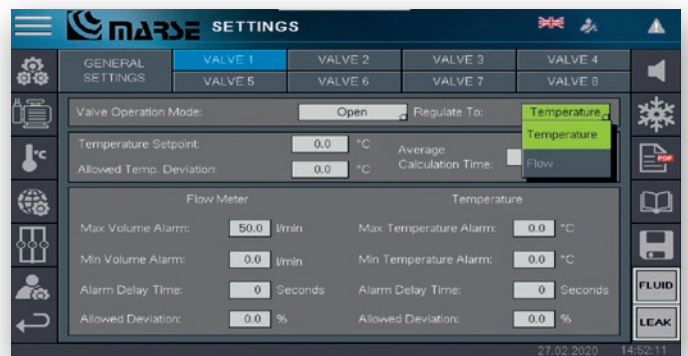 MARSE SETTINGS
GENERAL SETTINGS
VALVE 1 VALVE 2 VALVE 3 VALVE 4
VALVE 5 VALVE 6 VALVE 7 VALVE 8
Valve Operation Mode: Open Regulate To: Temperature
Temperature
Flow
Temperature Setpoint: 0.0 °C
Average Calculation Time:
Allowed Temp. Deviation: 0.0 °C
Flow Meter Temperature
Max Volume Alarm: 50.0 l/min Max Temperature Alarm: 0.0 °C
Min Volume Alarm: 0.0 l/min Min Temperature Alarm: 0.0 °C
Alarm Delay Time: 0 Seconds Alarm Delay Time: 0 Seconds
Allowed Deviation: 0.0 % Allowed Deviation: 0.0 %
°C
PDF
FLUID
LEAK
27.02.2020 14:52:11